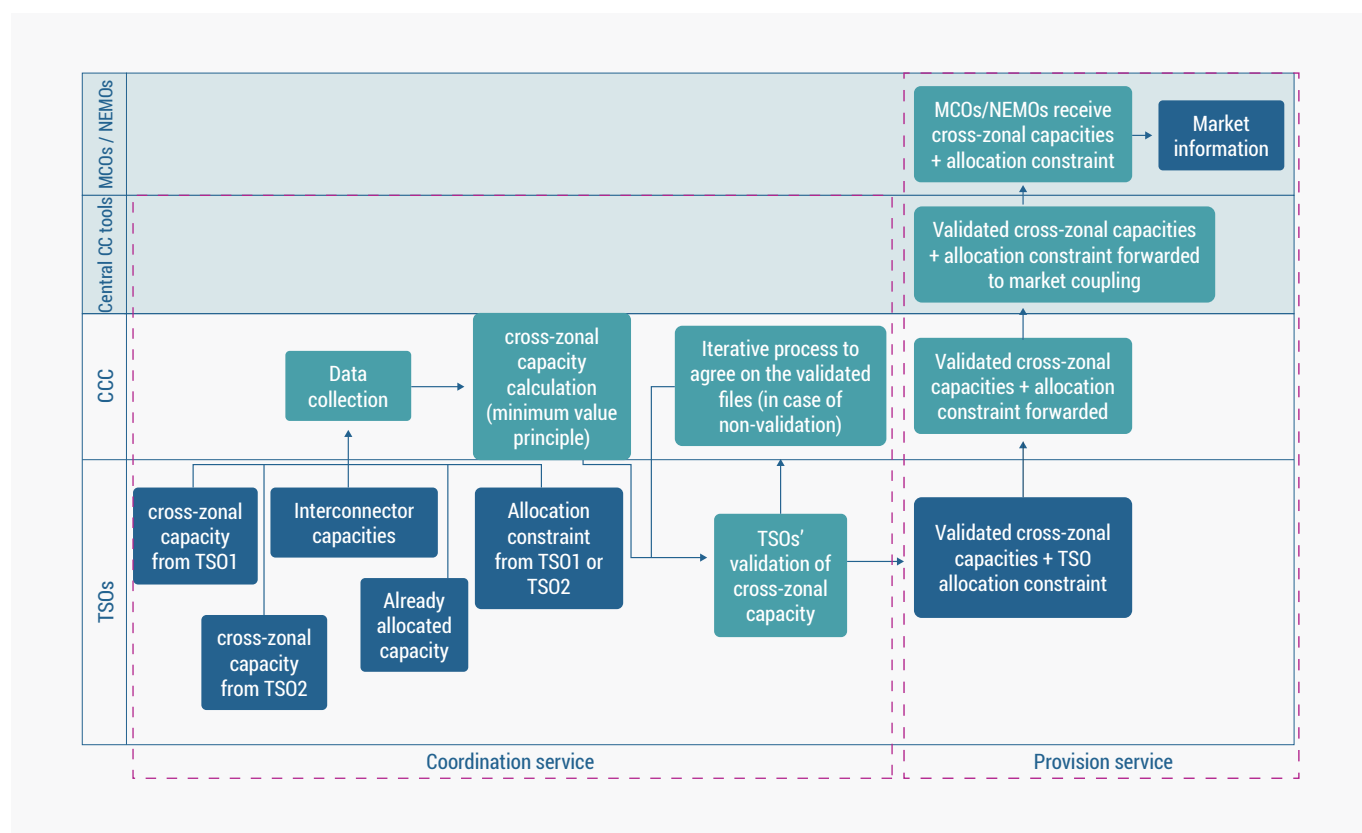 MCOs / NEMOs
MCOs/NEMOs receive
cross-zonal capacities
+ allocation constraint
Market
information
Central CC tools
Validated cross-zonal capacities
+ allocation constraint forwarded
to market coupling
CCC
Data
collection
cross-zonal
capacity
calculation
(minimum value
principle)
Iterative process to
agree on the validated
files (in case of
non-validation)
Validated cross-zonal
capacities + allocation
constraint forwarded
TSOs
cross-zonal
capacity
from TSO1
cross-zonal
capacity
from TSO2
Interconnector
capacities
Already
allocated
capacity
Allocation
constraint
from TSO1 or
TSO2
TSOs’
validation of
cross-zonal
capacity
Validated cross-zonal
capacities + TSO
allocation constraint
Coordination service
Provision service